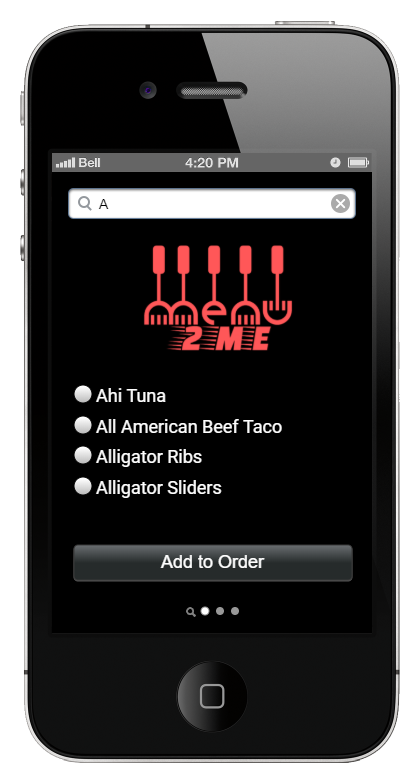 Bell 4:20 PM
A
menu
2 ME
Ahi Tuna
All American Beef Taco
Alligator Ribs
Alligator Sliders
Add to Order